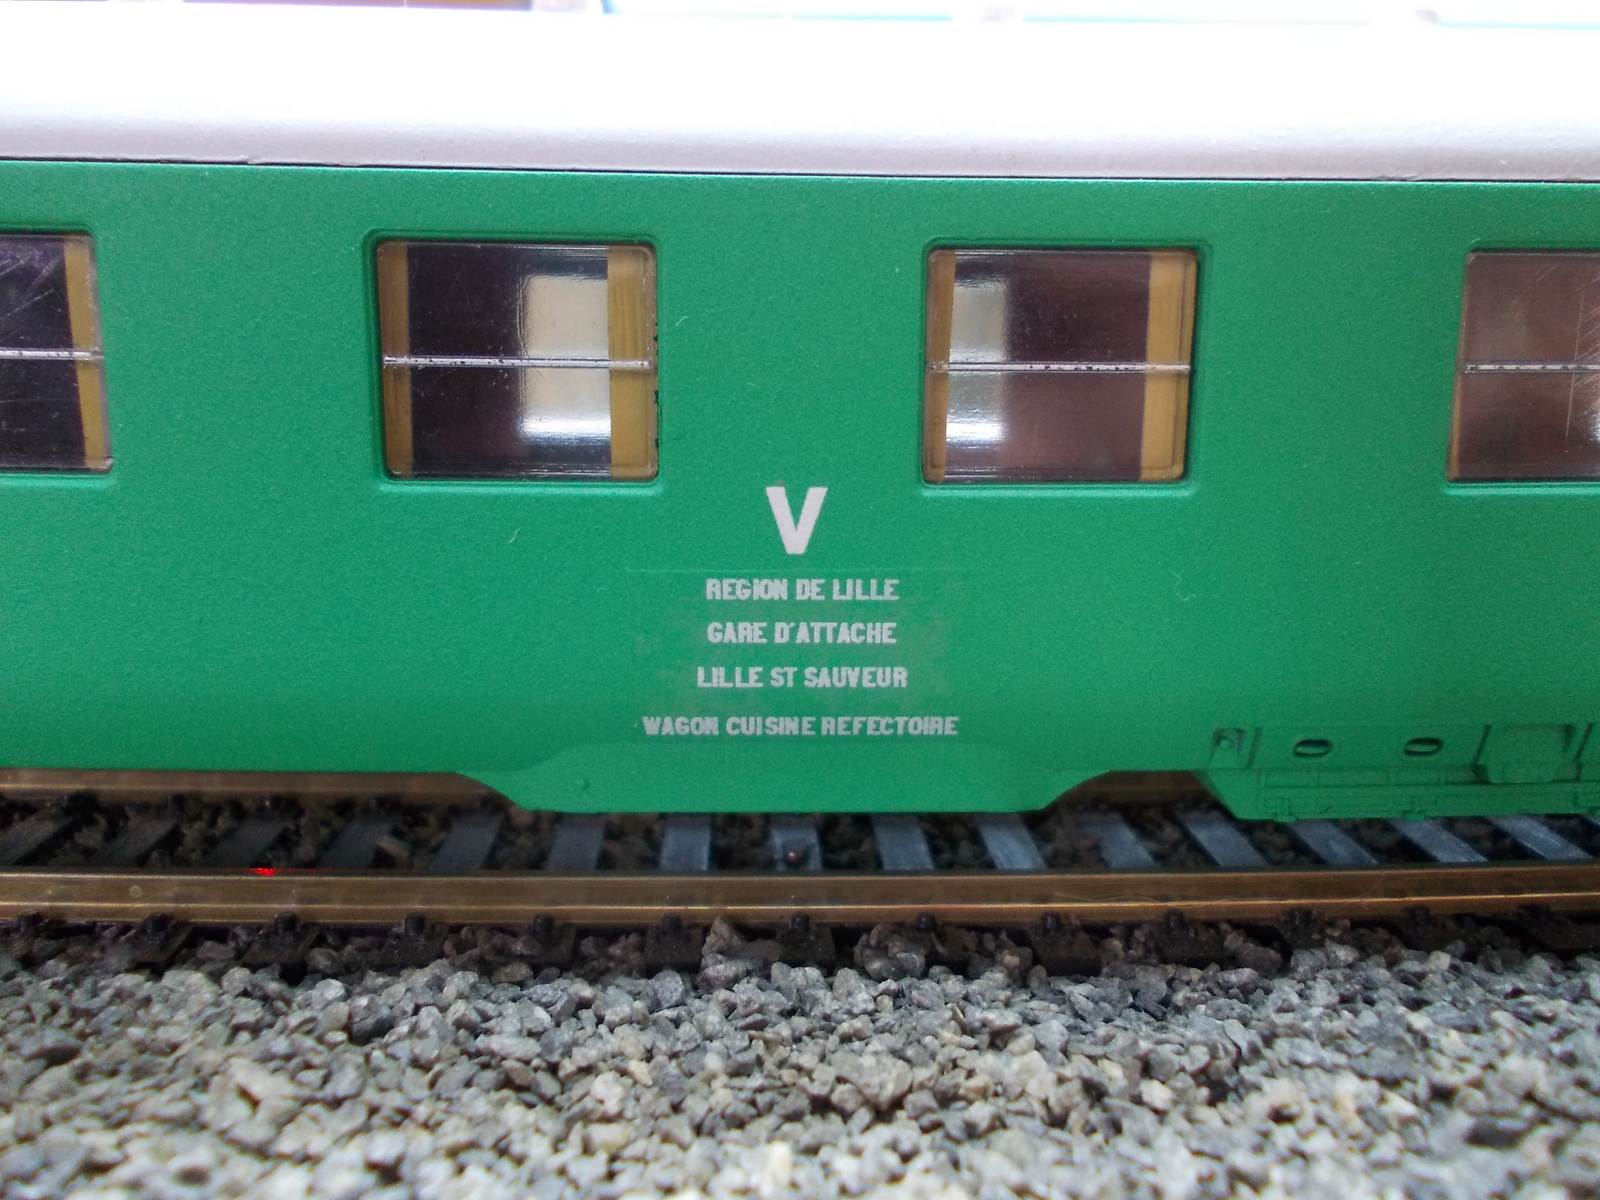 V
REGION DE LILLE
GARE D'ATTACHE
LILLE ST SAUVEUR
WAGON CUISINE REFECTOIRE